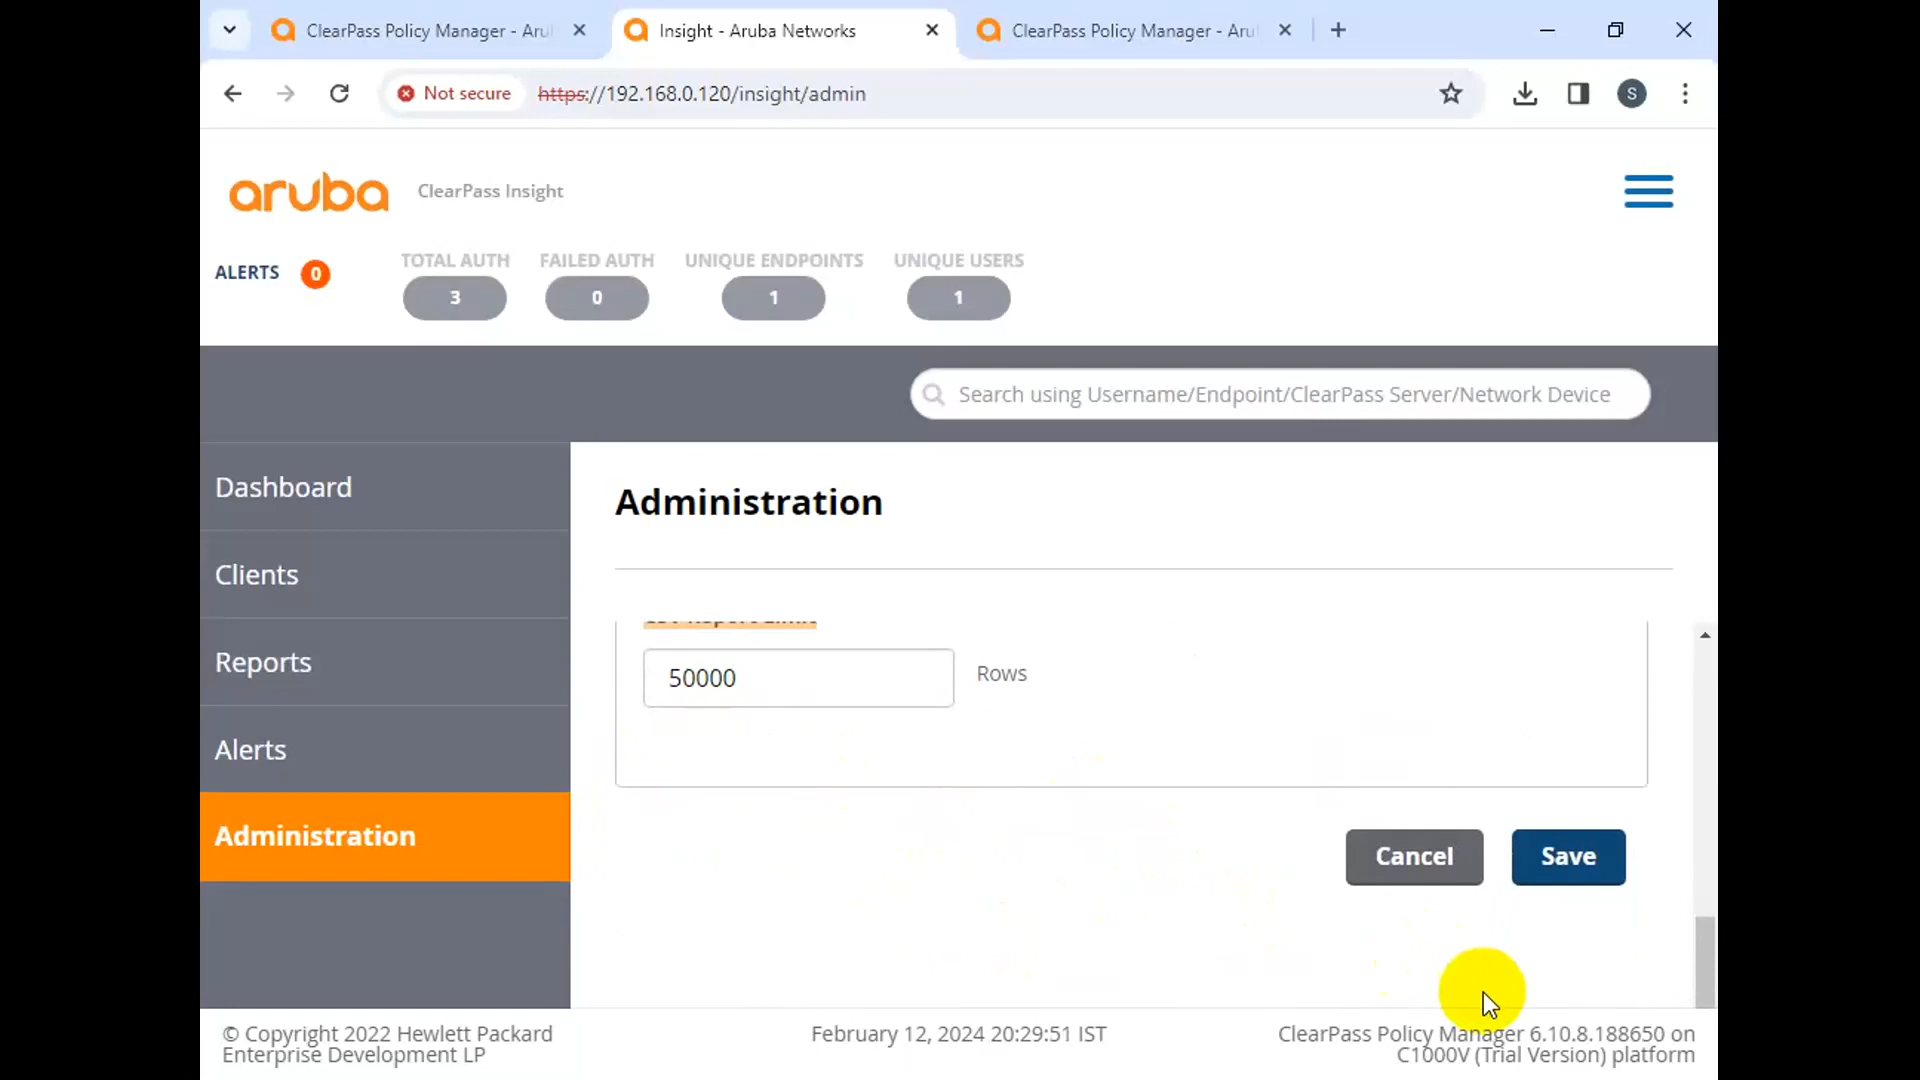 ClearPass Policy Manager - Aru
Insight - Aruba Networks
ClearPass Policy Manager - Aru
Not secure
https://192.168.0.120/insight/admin
S
aruba
ClearPass Insight
ALERTS 0
TOTAL AUTH
3
FAILED AUTH
0
UNIQUE ENDPOINTS
1
UNIQUE USERS
1
Search using Username/Endpoint/ClearPass Server/Network Device
Dashboard
Clients
Reports
Alerts
Administration
Administration
50000
Rows
Cancel
Save
© Copyright 2022 Hewlett Packard
Enterprise Development LP
February 12, 2024 20:29:51 IST
ClearPass Policy Manager 6.10.8.188650 on
C1000V (Trial Version) platform